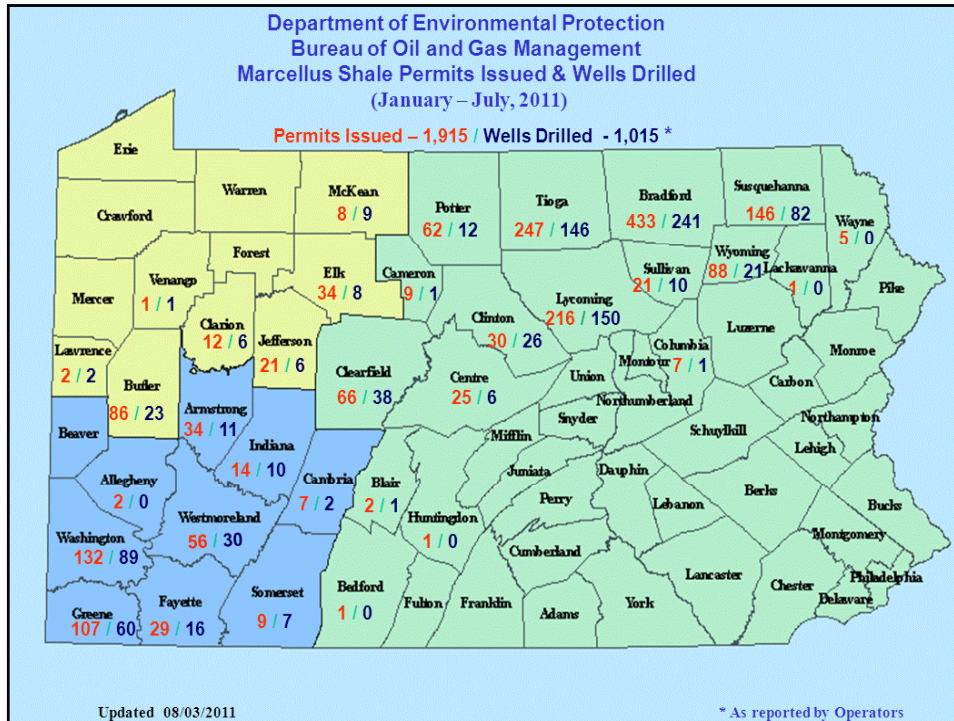 Department of Environmental Protection
Bureau of Oil and Gas Management
Marcellus Shale Permits Issued & Wells Drilled
(January – July, 2011)
Permits Issued – 1,915 / Wells Drilled - 1,015 *
Erie
Warren
McKean
8 / 9
Crawford
Potter
62 / 12
Tioga
247 / 146
Bradford
433 / 241
Susquehanna
146 / 82
Wayne
5 / 0
Forest
Venango
1 / 1
Elk
34 / 8
Cameron
9 / 1
Sullivan
21 / 10
Wyoming
88 / 21
Lackawanna
1 / 0
Pike
Mercer
Clarion
12 / 6
Jefferson
21 / 6
Clinton
30 / 26
Lycoming
216 / 150
Columbia
7 / 1
Luzerne
Monroe
Lawrence
2 / 2
Butler
86 / 23
Clearfield
66 / 38
Centre
25 / 6
Union
Montour
Northumberland
Carbon
Armstrong
34 / 11
Snyder
Schuylkill
Northampton
Beaver
Indiana
14 / 10
Mifflin
Lehigh
Allegheny
2 / 0
Cambria
7 / 2
Blair
2 / 1
Juniata
Dauphin
Berks
Perry
Lebanon
Bucks
Westmoreland
56 / 30
Huntingdon
1 / 0
Washington
132 / 89
Cumberland
Montgomery
Lancaster
Philadelphia
Chester
Delaware
Somerset
9 / 7
Bedford
1 / 0
Fulton
Franklin
Adams
York
Greene
107 / 60
Fayette
29 / 16
Updated 08/03/2011
* As reported by Operators